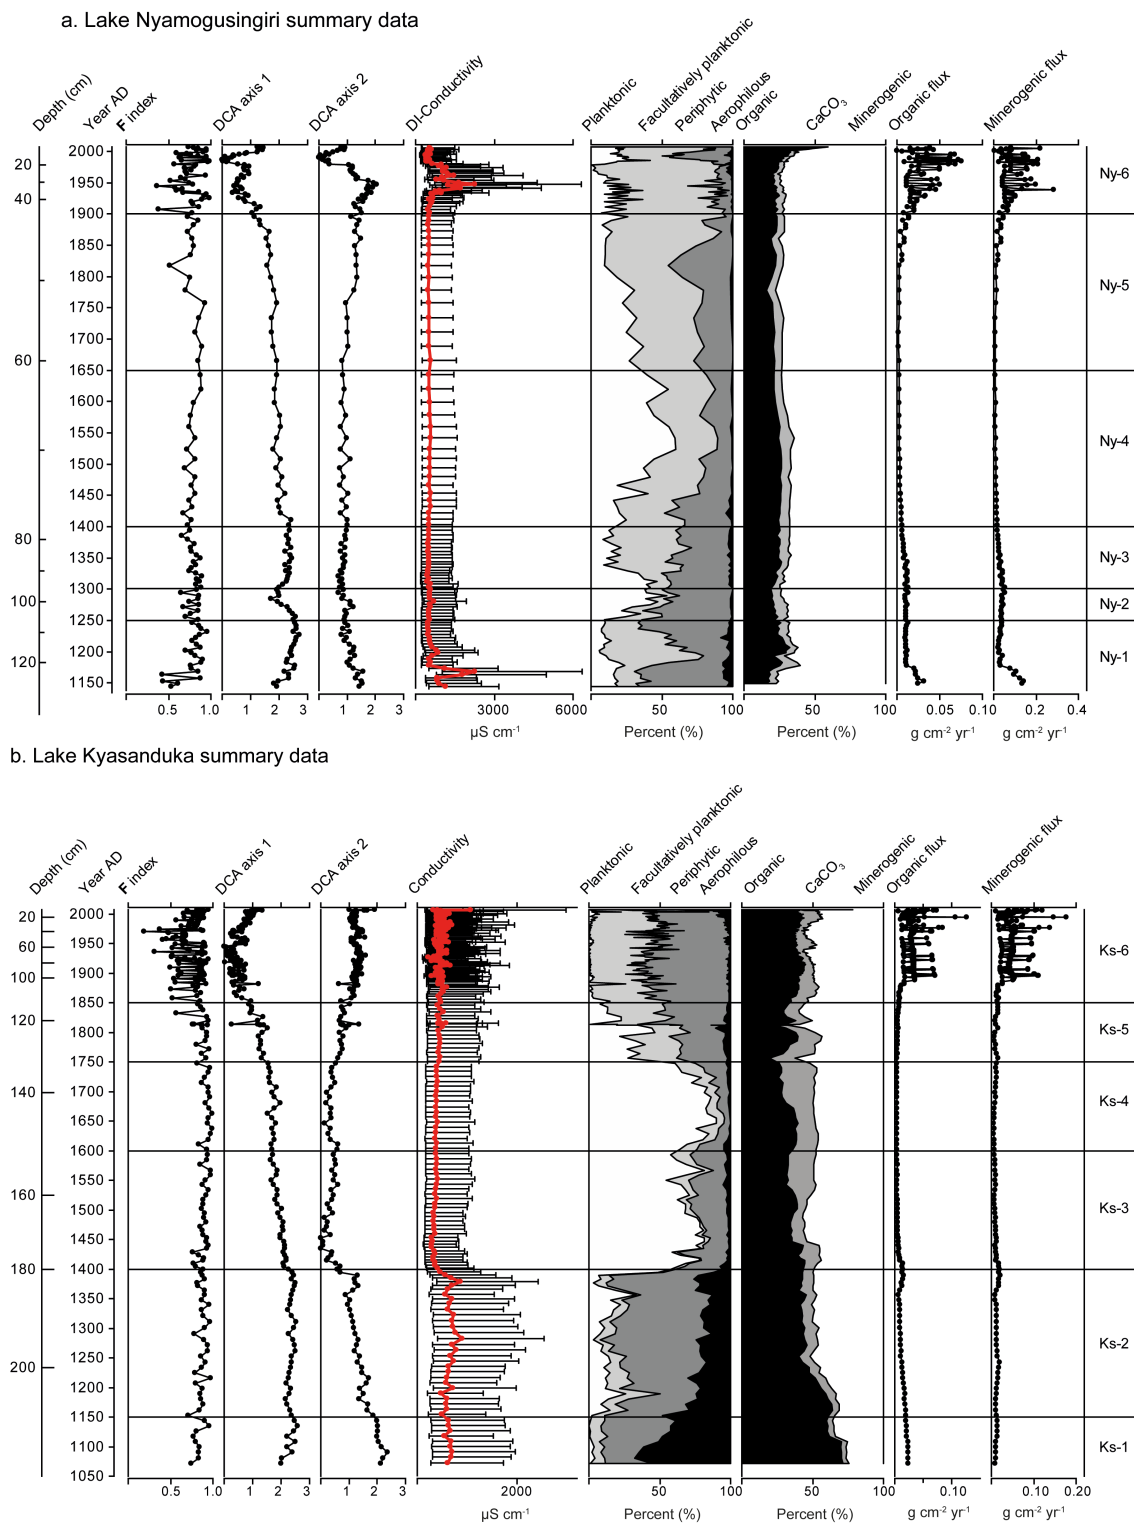 a. Lake Nyamogusingiri summary data
Depth (cm)
Year AD
F index
DCA axis 1
DCA axis 2
DI-Conductivity
Planktonic
Facultatively planktonic
Periphytic
Aerophilous
Organic
CaCO3
Minerogenic
Organic flux
Minerogenic flux
20
40
60
80
100
120
2000
1950
1900
1850
1800
1750
1700
1650
1600
1550
1500
1450
1400
1350
1300
1250
1200
1150
Ny-6
Ny-5
Ny-4
Ny-3
Ny-2
Ny-1
0.5 1.0 1 2 3 1 2 3 3000 6000 50 100 50 100 0.05 0.10 0.2 0.4
µS cm-1 Percent (%) Percent (%) g cm-2 yr-1 g cm-2 yr-1
b. Lake Kyasanduka summary data
Depth (cm)
Year AD
F index
DCA axis 1
DCA axis 2
Conductivity
Planktonic
Facultatively planktonic
Periphytic
Aerophilous
Organic
CaCO3
Minerogenic
Organic flux
Minerogenic flux
20
60
100
120
140
160
180
200
2000
1950
1900
1850
1800
1750
1700
1650
1600
1550
1500
1450
1400
1350
1300
1250
1200
1150
1100
1050
Ks-6
Ks-5
Ks-4
Ks-3
Ks-2
Ks-1
0.5 1.0 1 2 3 1 2 3 2000 50 100 50 100 0.10 0.10 0.20
µS cm-1 Percent (%) Percent (%) g cm-2 yr-1 g cm-2 yr-1